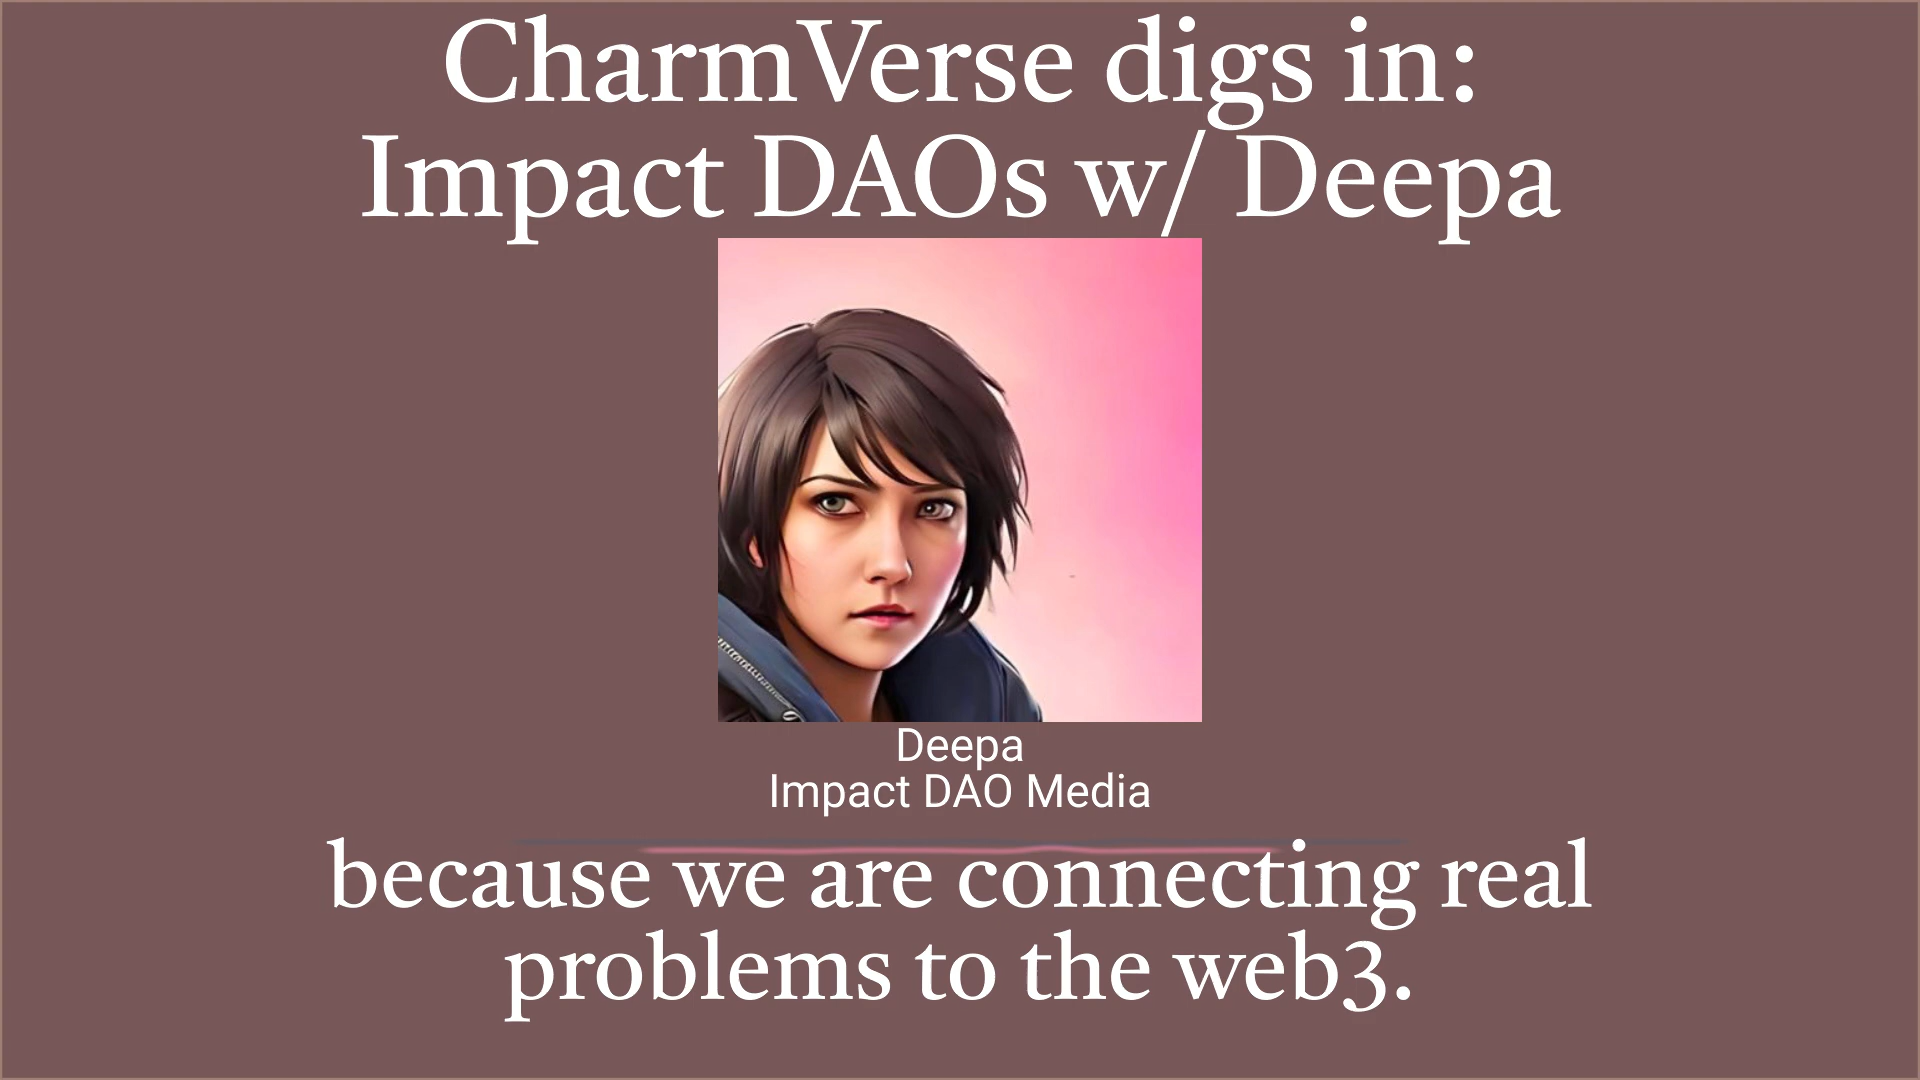 CharmVerse digs in:
Impact DAOs w/ Deepa
Deepa
Impact DAO Media
because we are connecting real
problems to the web3.